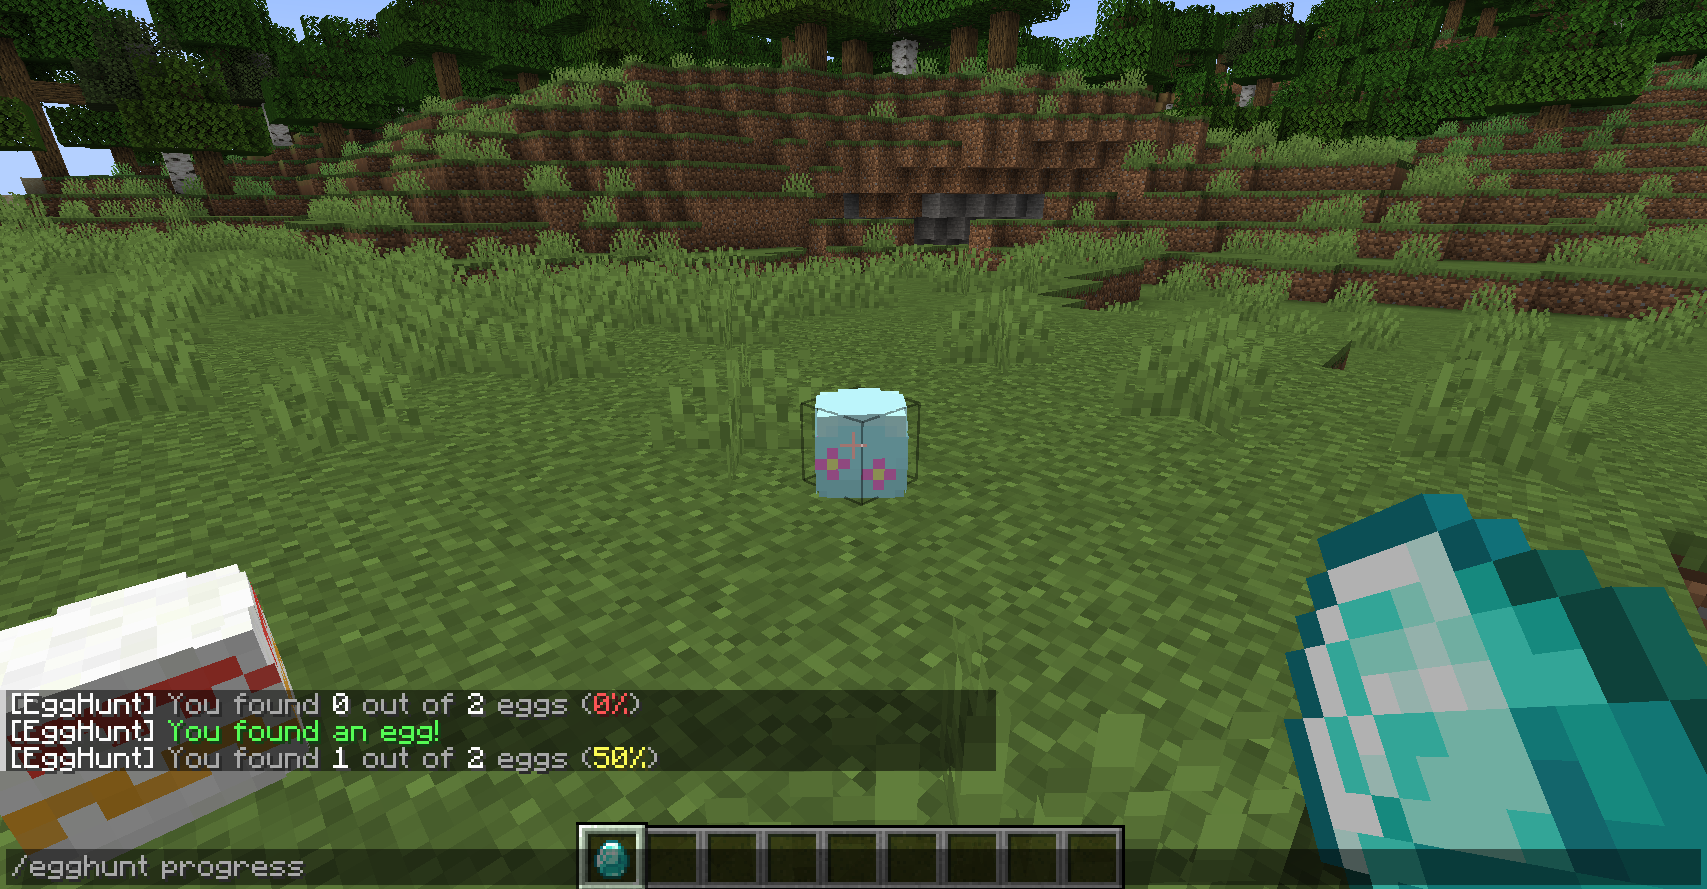 [EggHunt] You found 0 out of 2 eggs (0%)
[EggHunt] You found an egg!
[EggHunt] You found 1 out of 2 eggs (50%)
/egghunt progress